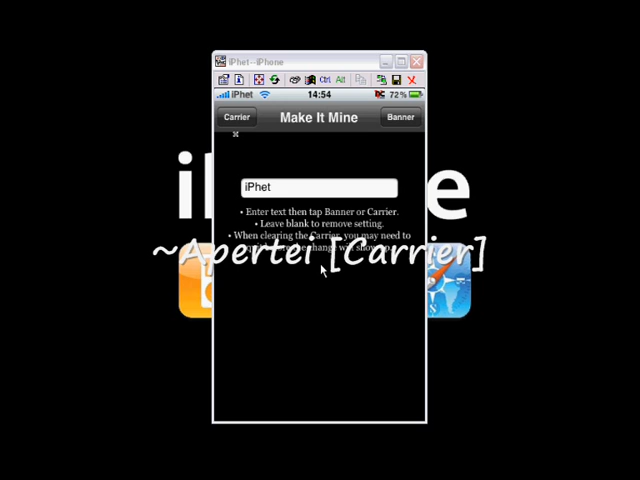 iPhet--iPhone
Ctrl Alt
iPhet 14:54 72%
Carrier Make It Mine Banner
iPhet
• Enter text then tap Banner or Carrier.
• Leave blank to remove setting.
• When clearing the Carrier, you may need to
~Apertei [Carrier]